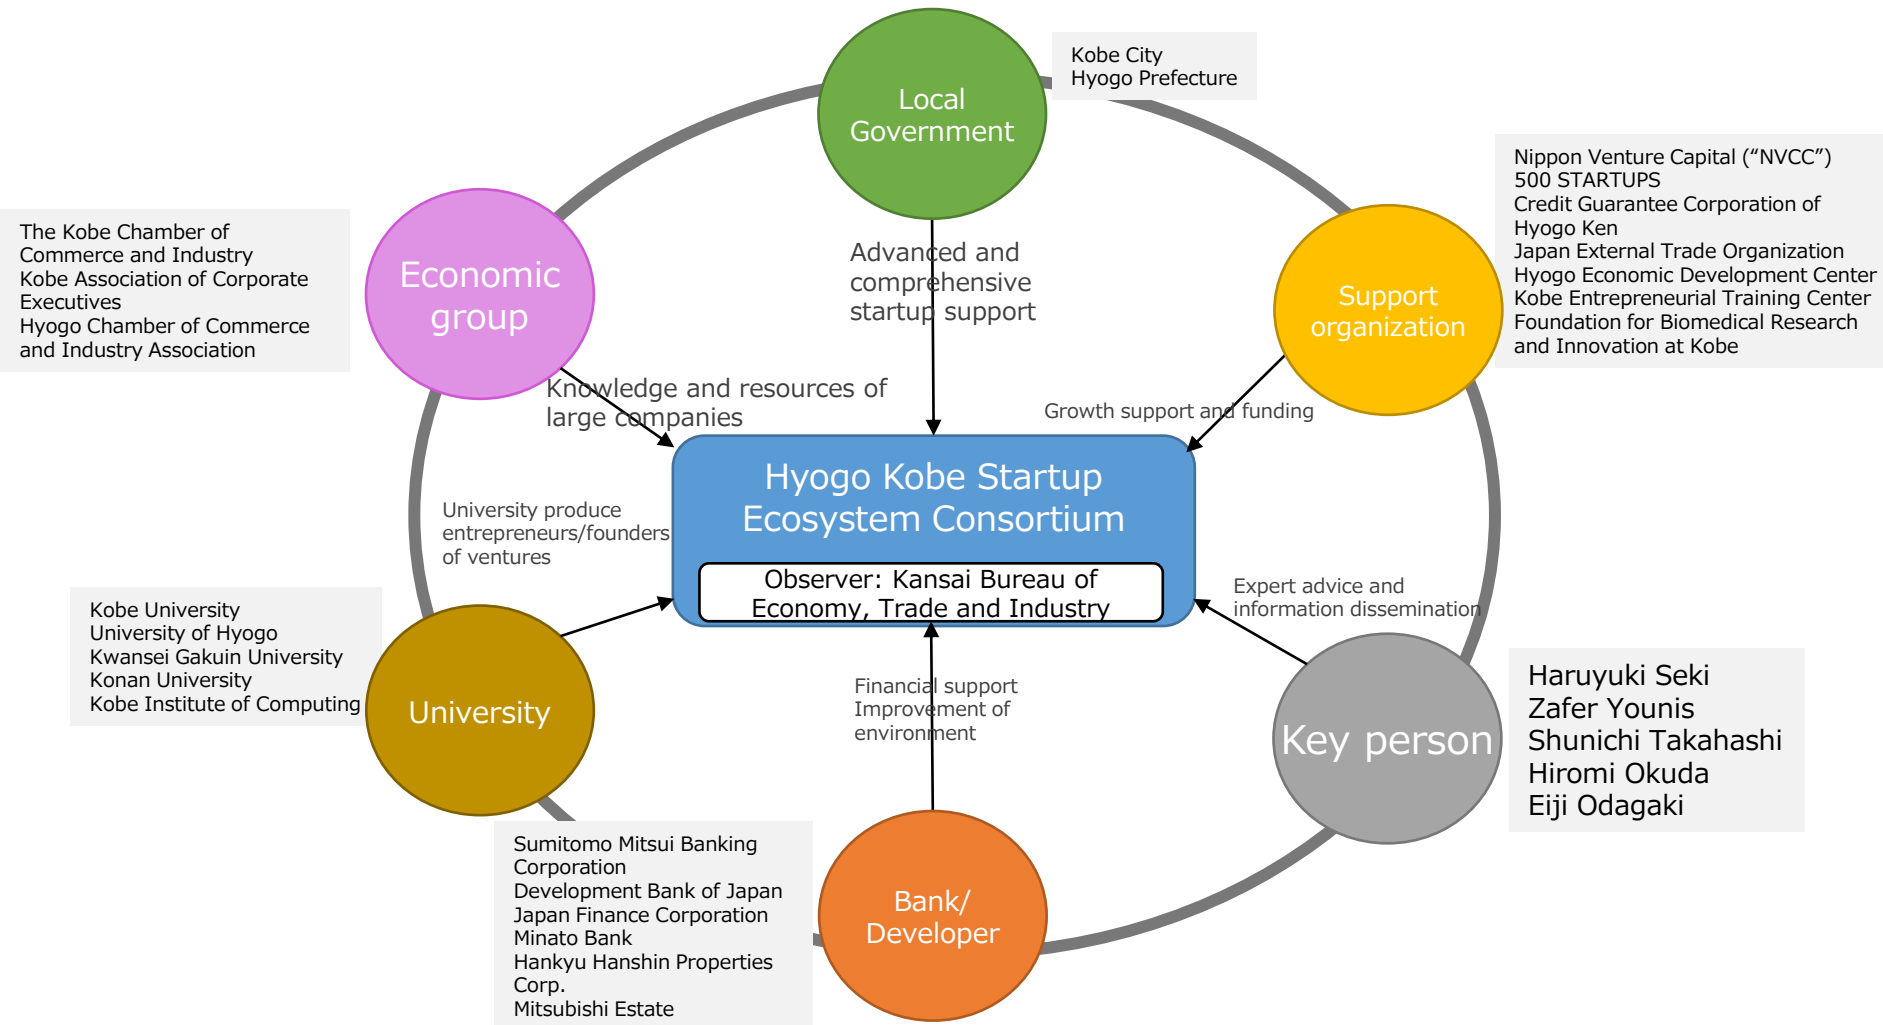 Local
Government
Kobe City
Hyogo Prefecture
Nippon Venture Capital (“NVCC”)
500 STARTUPS
Credit Guarantee Corporation of
Hyogo Ken
Japan External Trade Organization
Hyogo Economic Development Center
Kobe Entrepreneurial Training Center
Foundation for Biomedical Research
and Innovation at Kobe
Support
organization
The Kobe Chamber of
Commerce and Industry
Kobe Association of Corporate
Executives
Hyogo Chamber of Commerce
and Industry Association
Economic
group
Advanced and
comprehensive
startup support
Knowledge and resources of
large companies
Growth support and funding
Hyogo Kobe Startup
Ecosystem Consortium
Observer: Kansai Bureau of
Economy, Trade and Industry
University produce
entrepreneurs/founders
of ventures
Expert advice and
information dissemination
Kobe University
University of Hyogo
Kwansei Gakuin University
Konan University
Kobe Institute of Computing
University
Financial support
Improvement of
environment
Key person
Haruyuki Seki
Zafer Younis
Shunichi Takahashi
Hiromi Okuda
Eiji Odagaki
Sumitomo Mitsui Banking
Corporation
Development Bank of Japan
Japan Finance Corporation
Minato Bank
Hankyu Hanshin Properties
Corp.
Mitsubishi Estate
Bank/
Developer